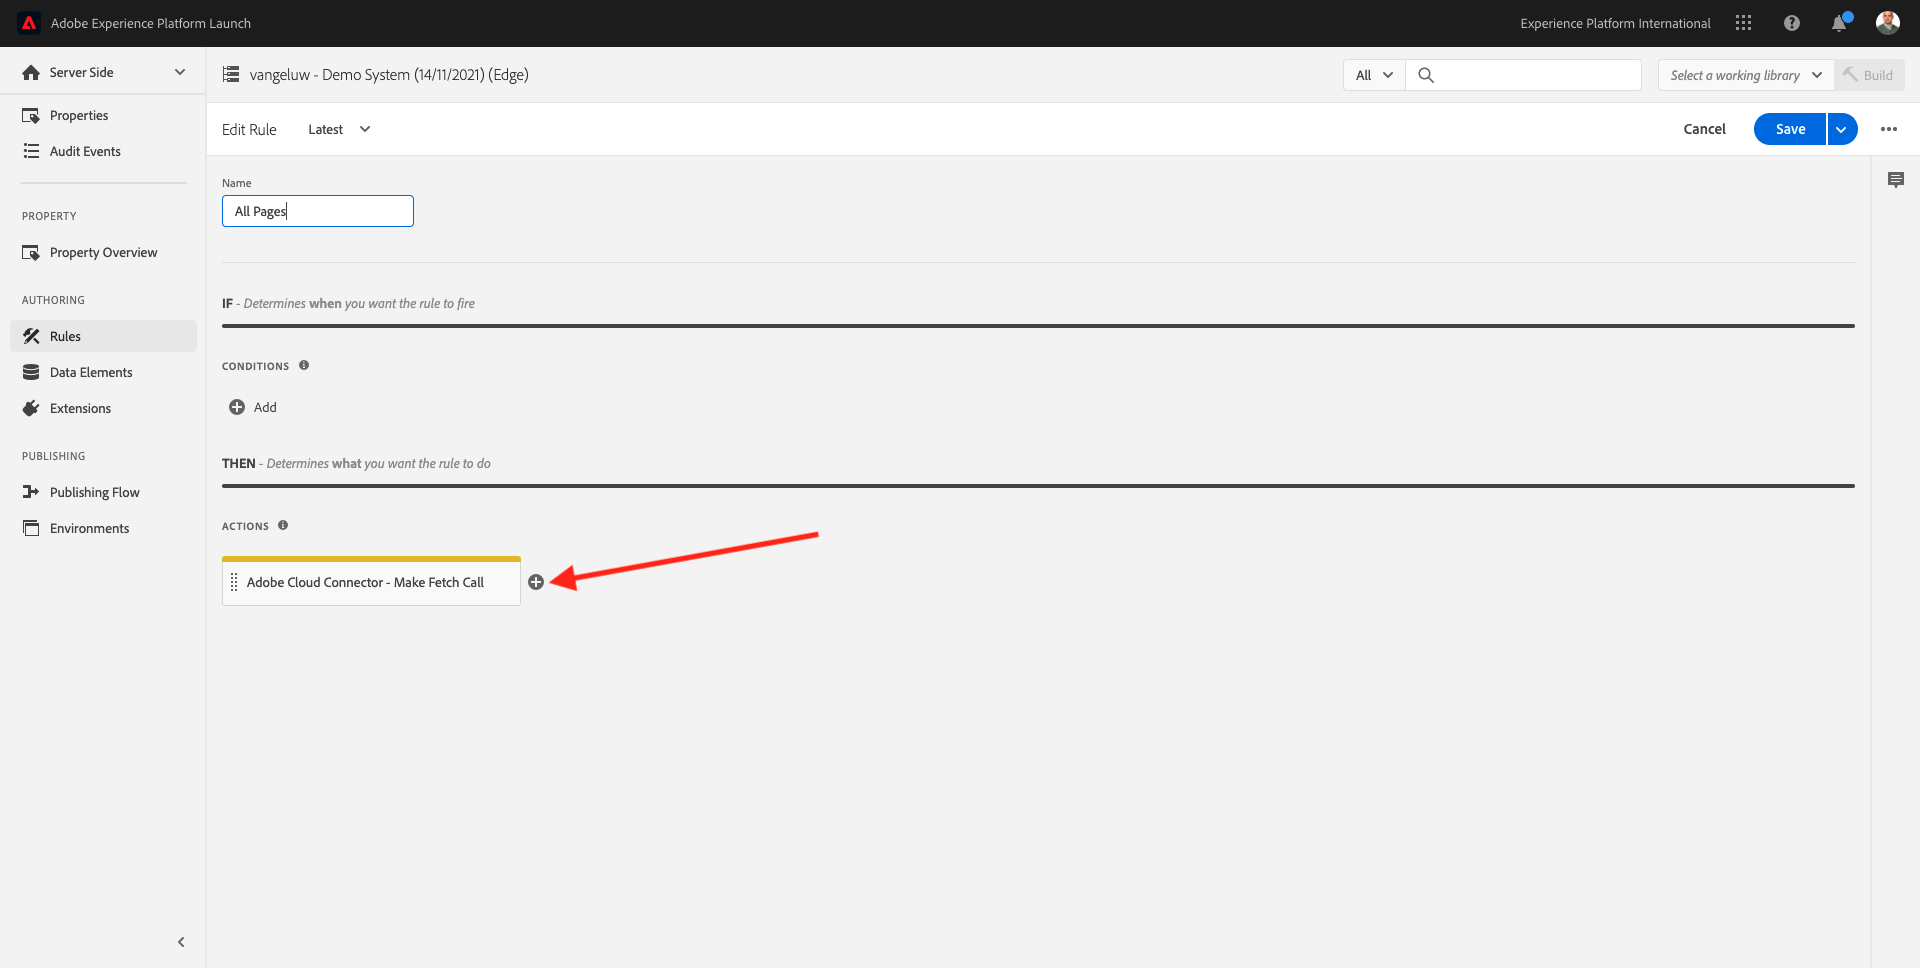 Adobe Experience Platform Launch
Experience Platform International
Server Side
vangeluw - Demo System (14/11/2021) (Edge)
All
Select a working library
Build
Properties
Audit Events
Edit Rule
Latest
Cancel
Save
Name
All Pages
PROPERTY
Property Overview
AUTHORING
Rules
Data Elements
Extensions
PUBLISHING
Publishing Flow
Environments
IF - Determines when you want the rule to fire
CONDITIONS
Add
THEN - Determines what you want the rule to do
ACTIONS
Adobe Cloud Connector - Make Fetch Call